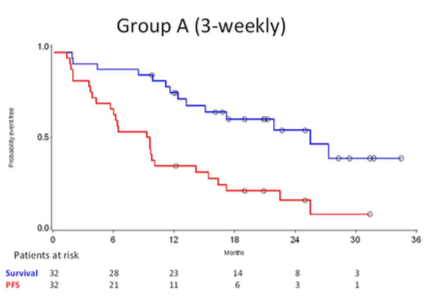 Group A (3-weekly)
1.0
0.5
0.0
Probability event free
0 6 12 18 24 30 36
Months
Patients at risk
Survival 32 28 23 14 8 3
PFS 32 21 11 6 3 1